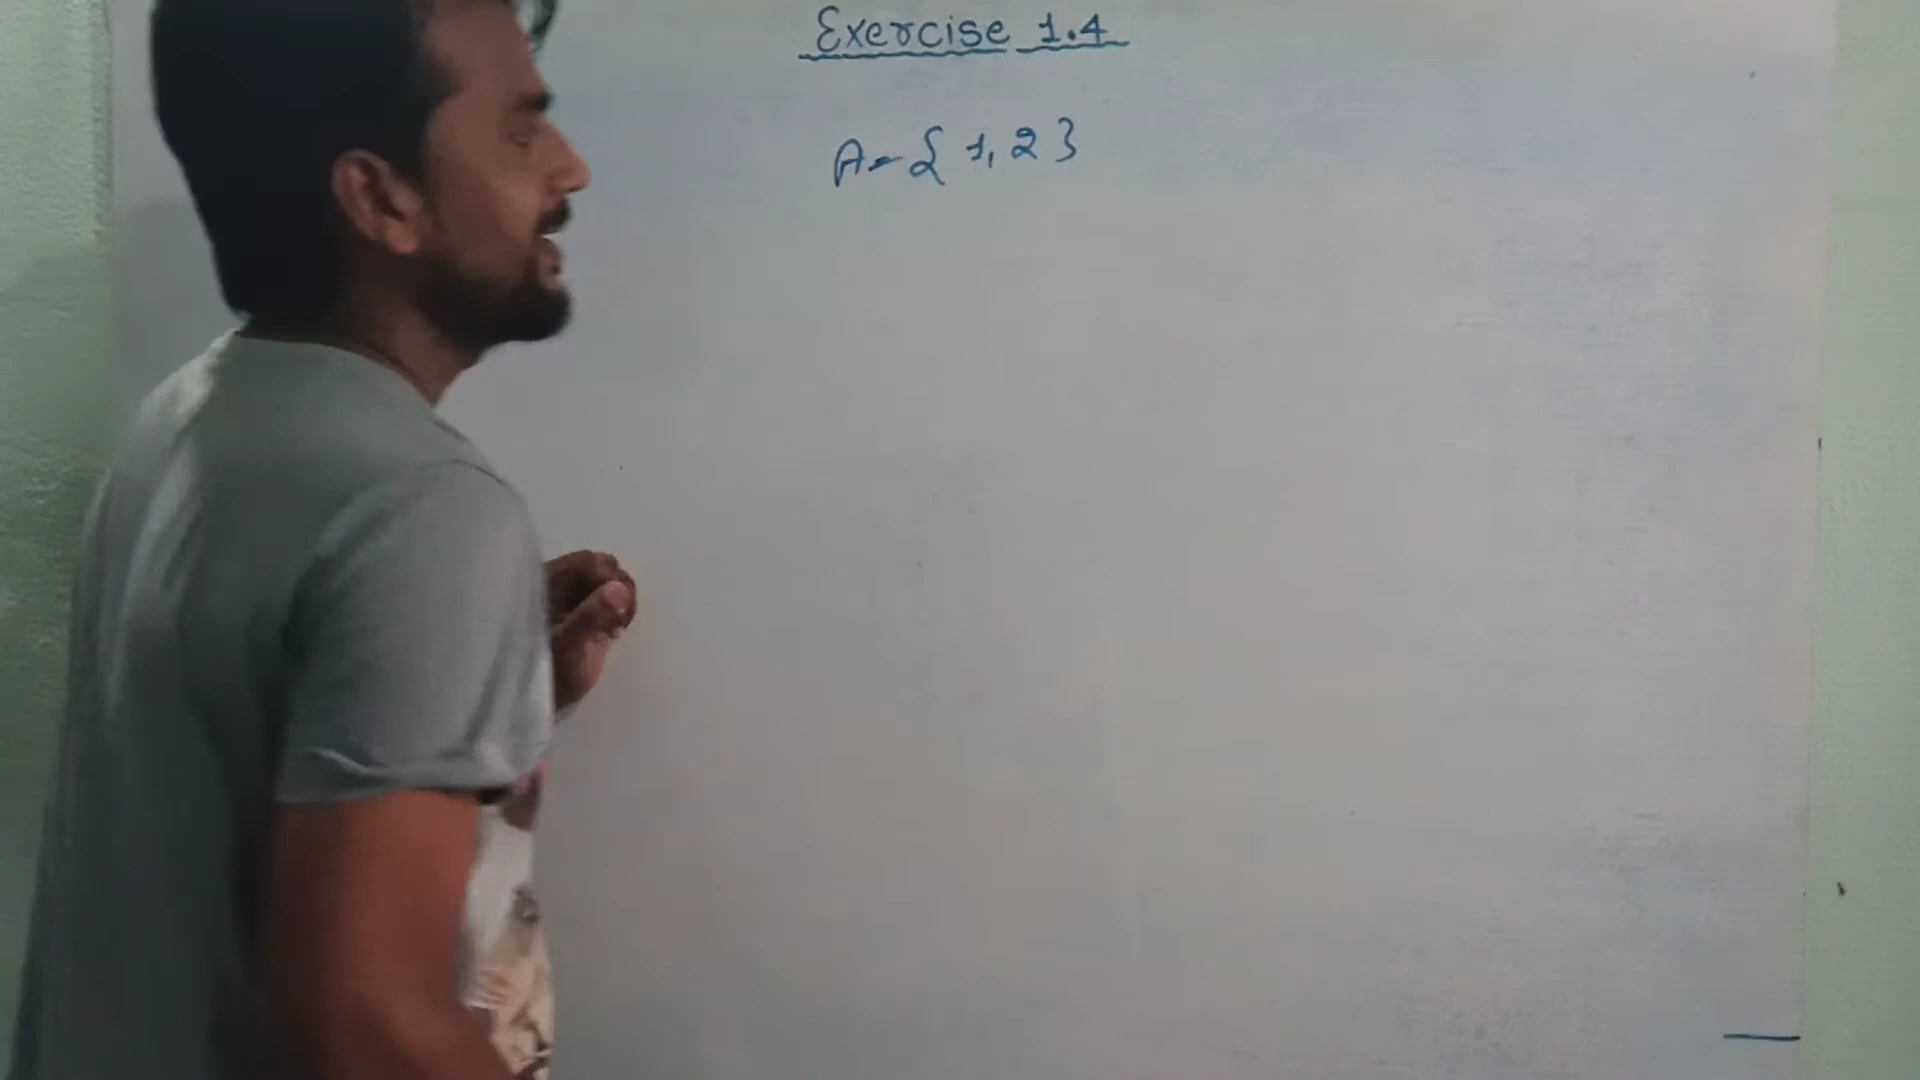 Exercise 1.4
A = { 1, 2 }